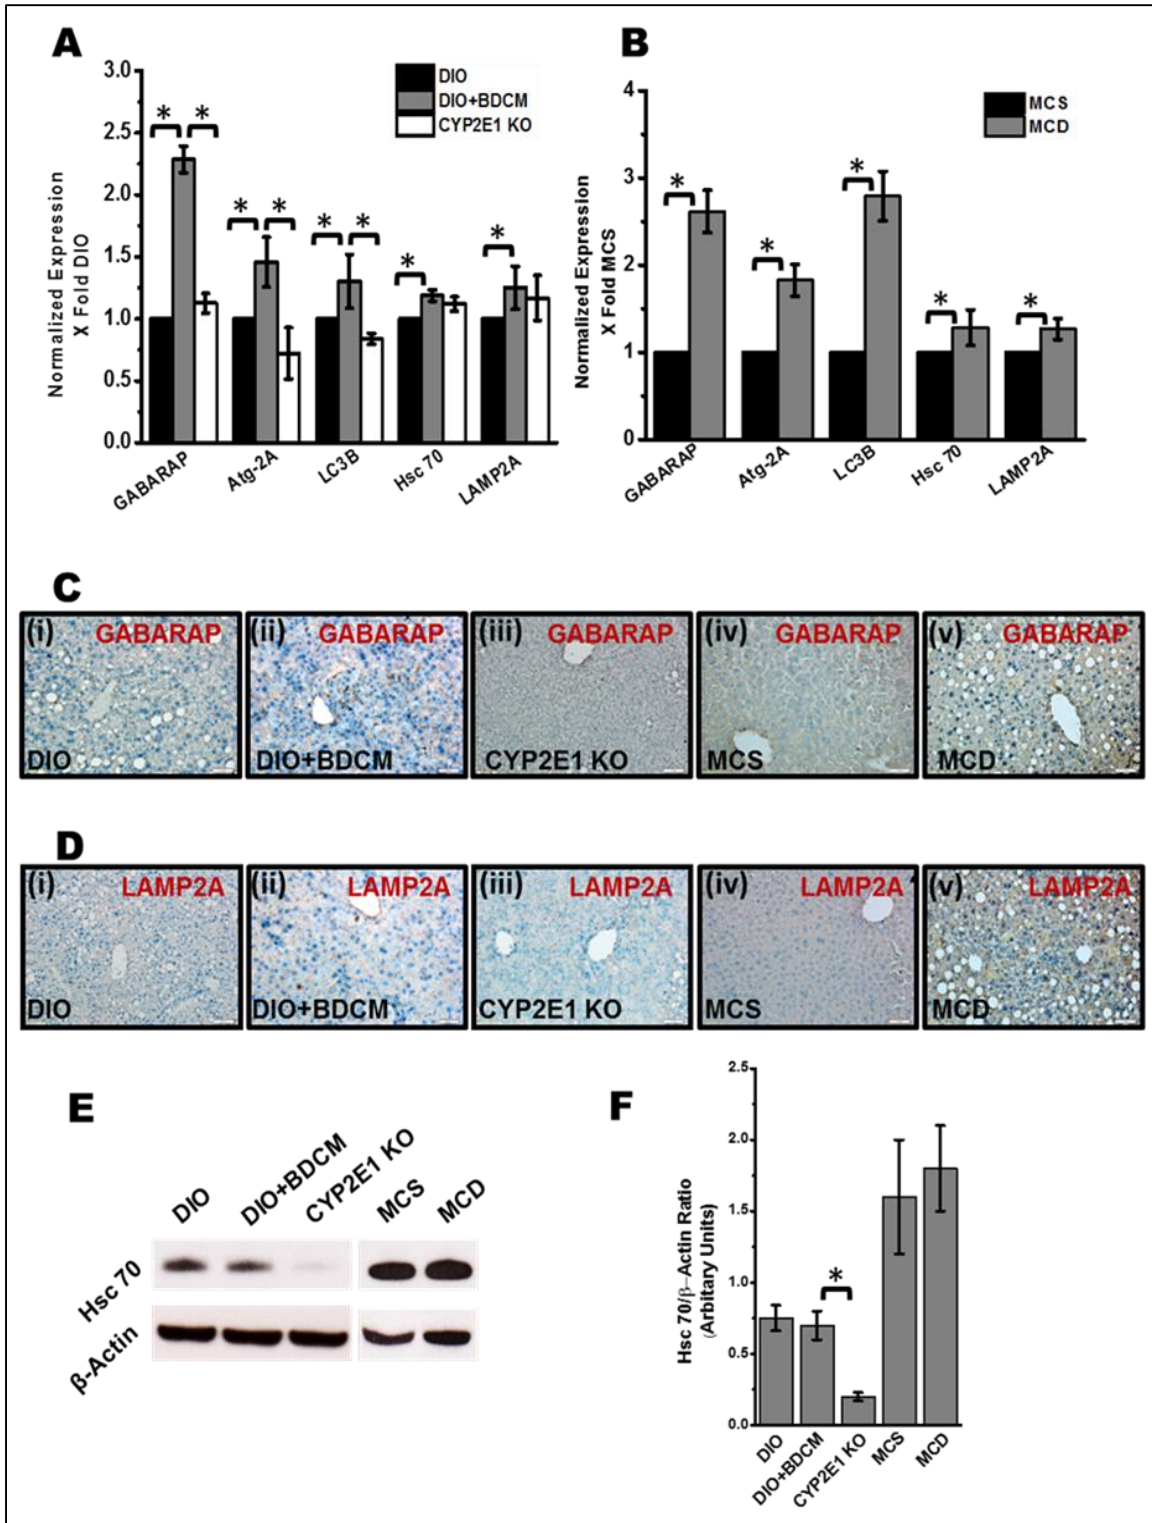 A
3.0
2.5
2.0
1.5
1.0
0.5
0.0
Normalized Expression
X Fold DIO
DIO
DIO+BDCM
CYP2E1 KO
* * * * * * * *
GABARAP
Atg-2A
LC3B
Hsc 70
LAMP2A
B
4
3
2
1
0
Normalized Expression
X Fold MCS
MCS
MCD
* * * * *
GABARAP
Atg-2A
LC3B
Hsc 70
LAMP2A
C
(i) GABARAP
DIO
(ii) GABARAP
DIO+BDCM
(iii) GABARAP
CYP2E1 KO
(iv) GABARAP
MCS
(v) GABARAP
MCD
D
(i) LAMP2A
DIO
(ii) LAMP2A
DIO+BDCM
(iii) LAMP2A
CYP2E1 KO
(iv) LAMP2A
MCS
(v) LAMP2A
MCD
E
DIO
DIO+BDCM
CYP2E1 KO
MCS
MCD
Hsc 70
β-Actin
F
2.5
2.0
1.5
1.0
0.5
0.0
Hsc 70/β–Actin Ratio
(Arbitary Units)
*
DIO
DIO+BDCM
CYP2E1 KO
MCS
MCD